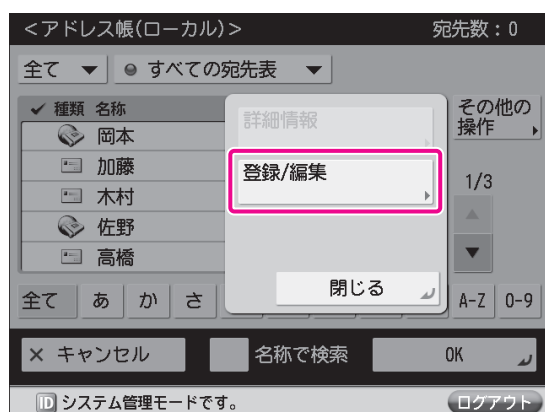 ＜アドレス帳(ローカル)＞ 宛先数：0
全て ▼ すべての宛先表 ▼
✓ 種類 名称
岡本
加藤
木村
佐野
高橋
詳細情報
登録/編集
閉じる
その他の
操作
1/3
全て あ か さ A-Z 0-9
× キャンセル 名称で検索 OK
ID システム管理モードです。 ログアウト